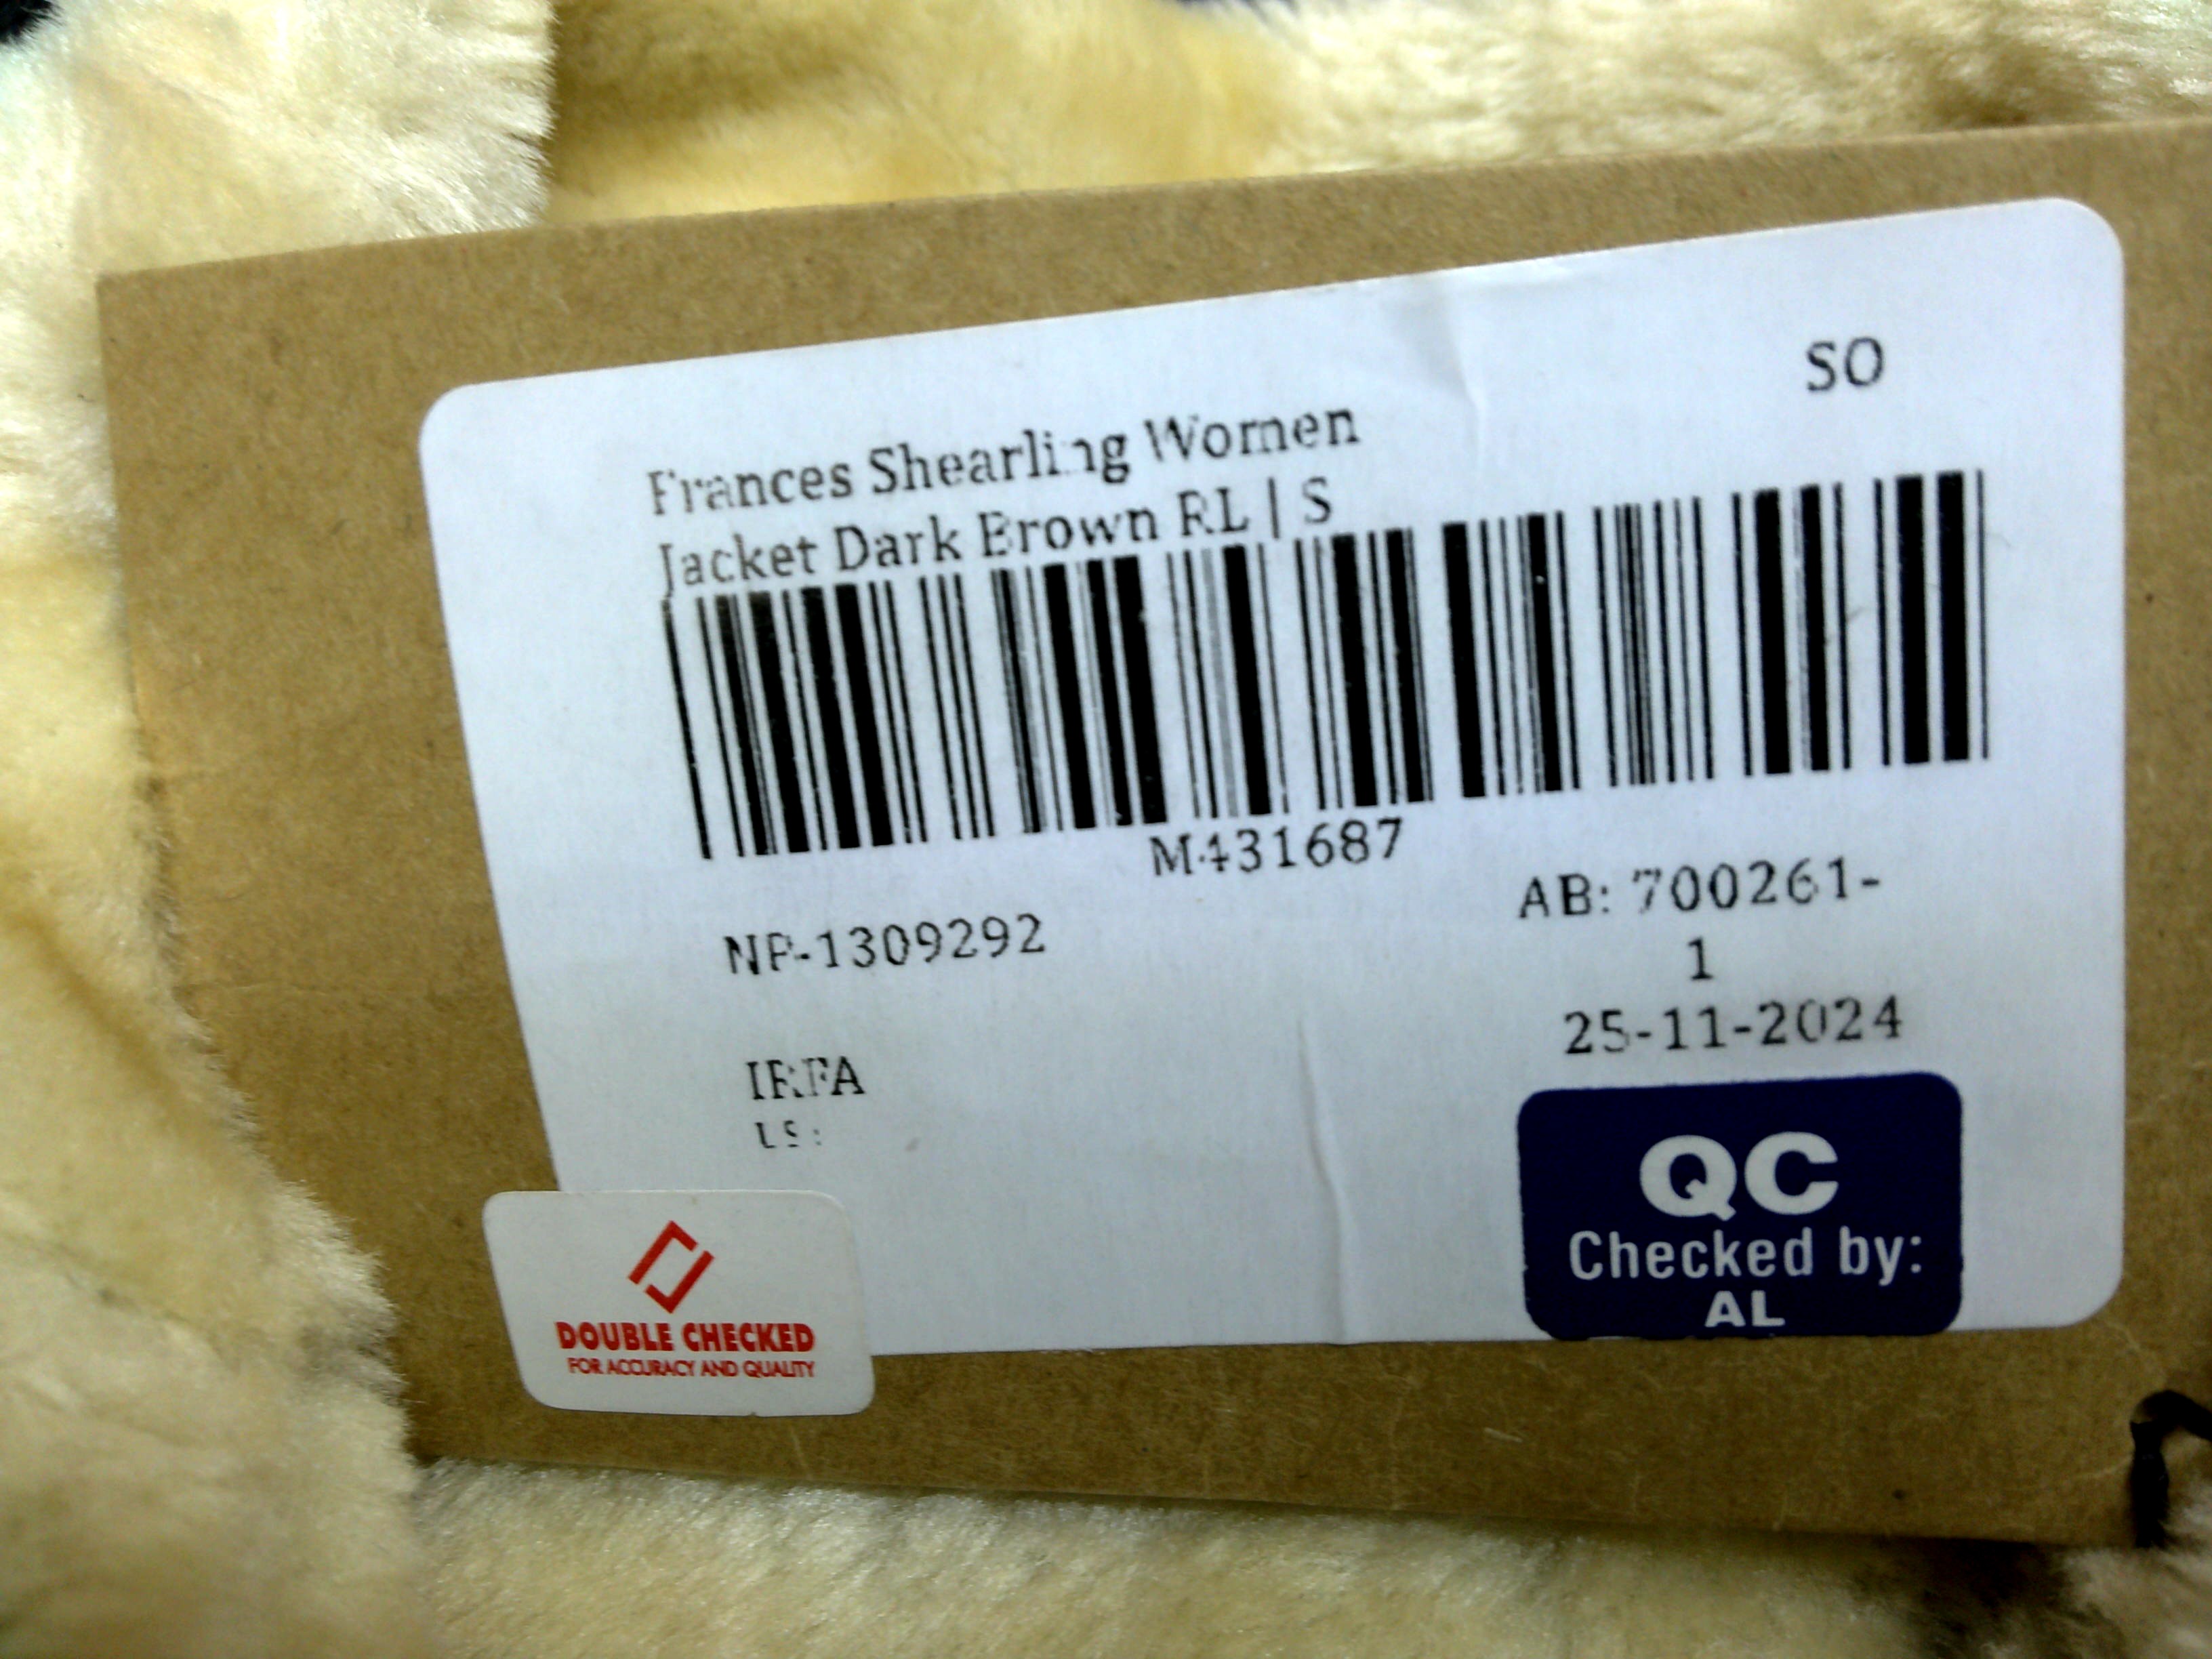 SO
Frances Shearling Women
Jacket Dark Brown RL | S
M431687
NP-1309292
AB: 700261-
1
25-11-2024
IRFA
QC
Checked by:
AL
DOUBLE CHECKED
FOR ACCURACY AND QUALITY